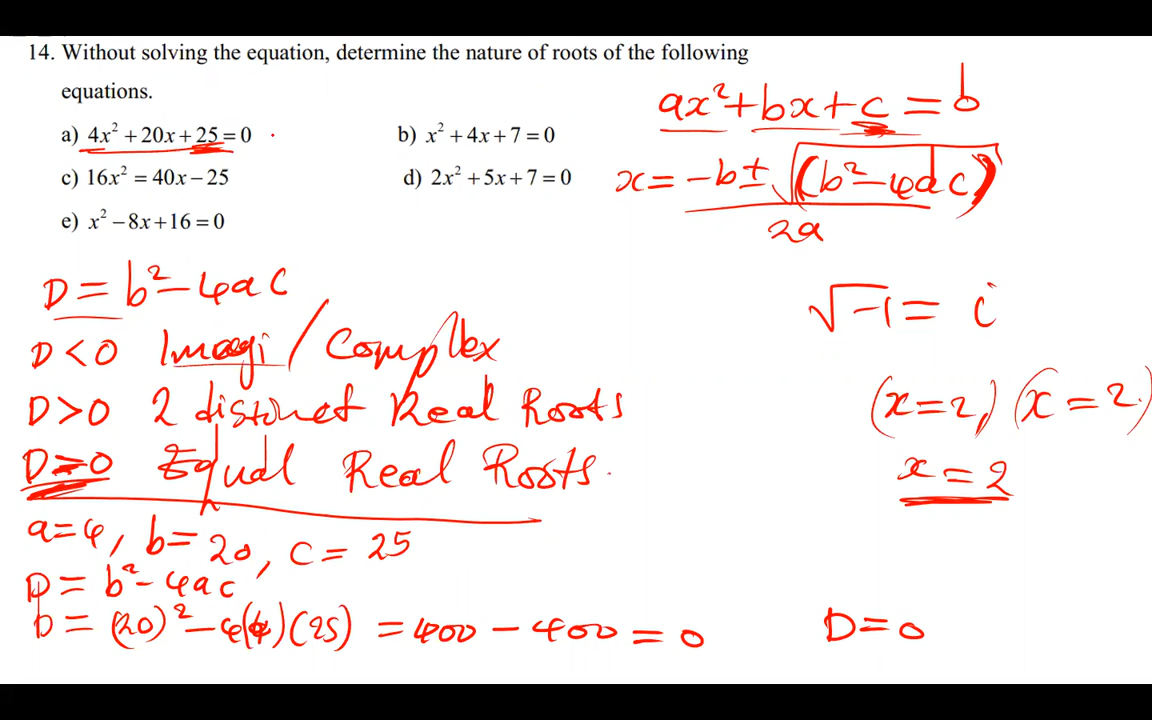 14. Without solving the equation, determine the nature of roots of the following
equations.
a) 4x² + 20x + 25 = 0
b) x² + 4x + 7 = 0
c) 16x² = 40x − 25
d) 2x² + 5x + 7 = 0
e) x² − 8x + 16 = 0
ax² + bx + c = 0
x = −b ± √(b² − 4ac)
2a
D = b² − 4ac
D < 0 Imagi / Complex
D > 0 2 distinct Real Roots
D = 0 Equal Real Roots.
√−1 = i
(x = 2) (x = 2)
x = 2
a = 4, b = 20, c = 25
D = b² − 4ac
D = (20)² − 4(4)(25) = 400 − 400 = 0
D = 0